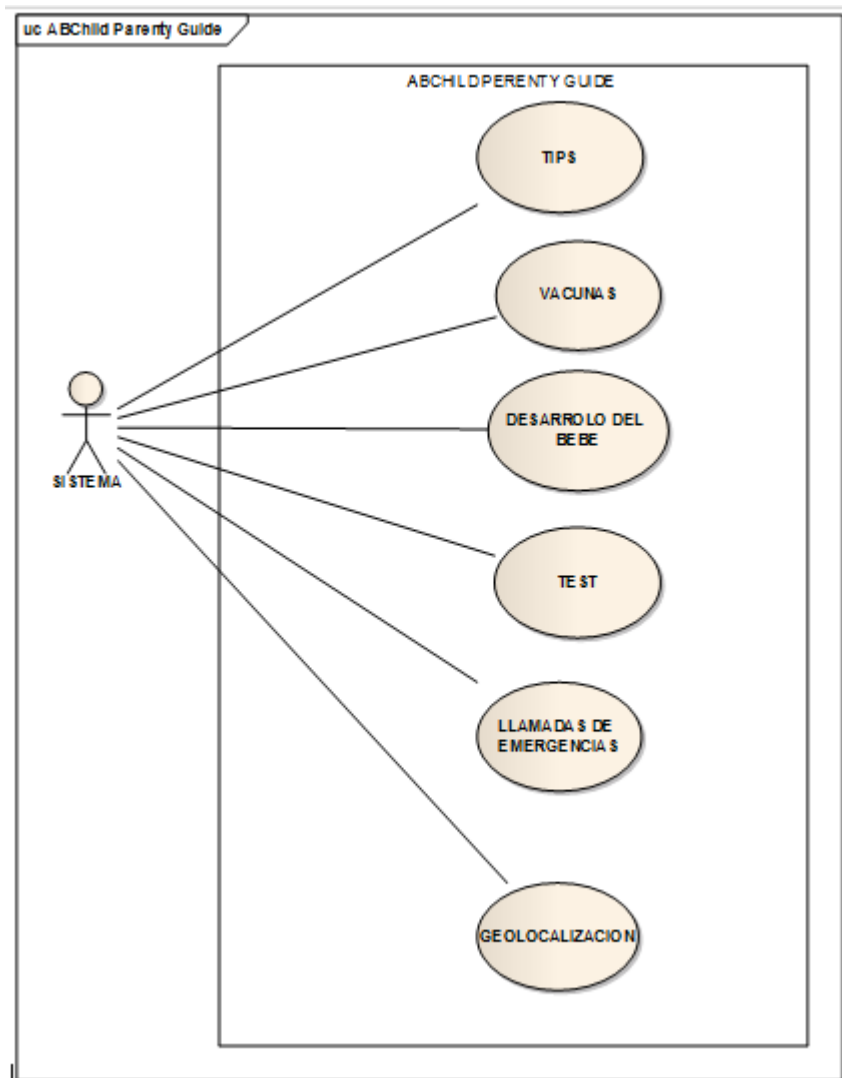 uc ABChild Parenty Guide
ABCHILDPERENTY GUIDE
TIPS
VACUNAS
DESARROLO DEL
BEBE
SISTEMA
TEST
LLAMADAS DE
EMERGENCIAS
GEOLOCALIZACION